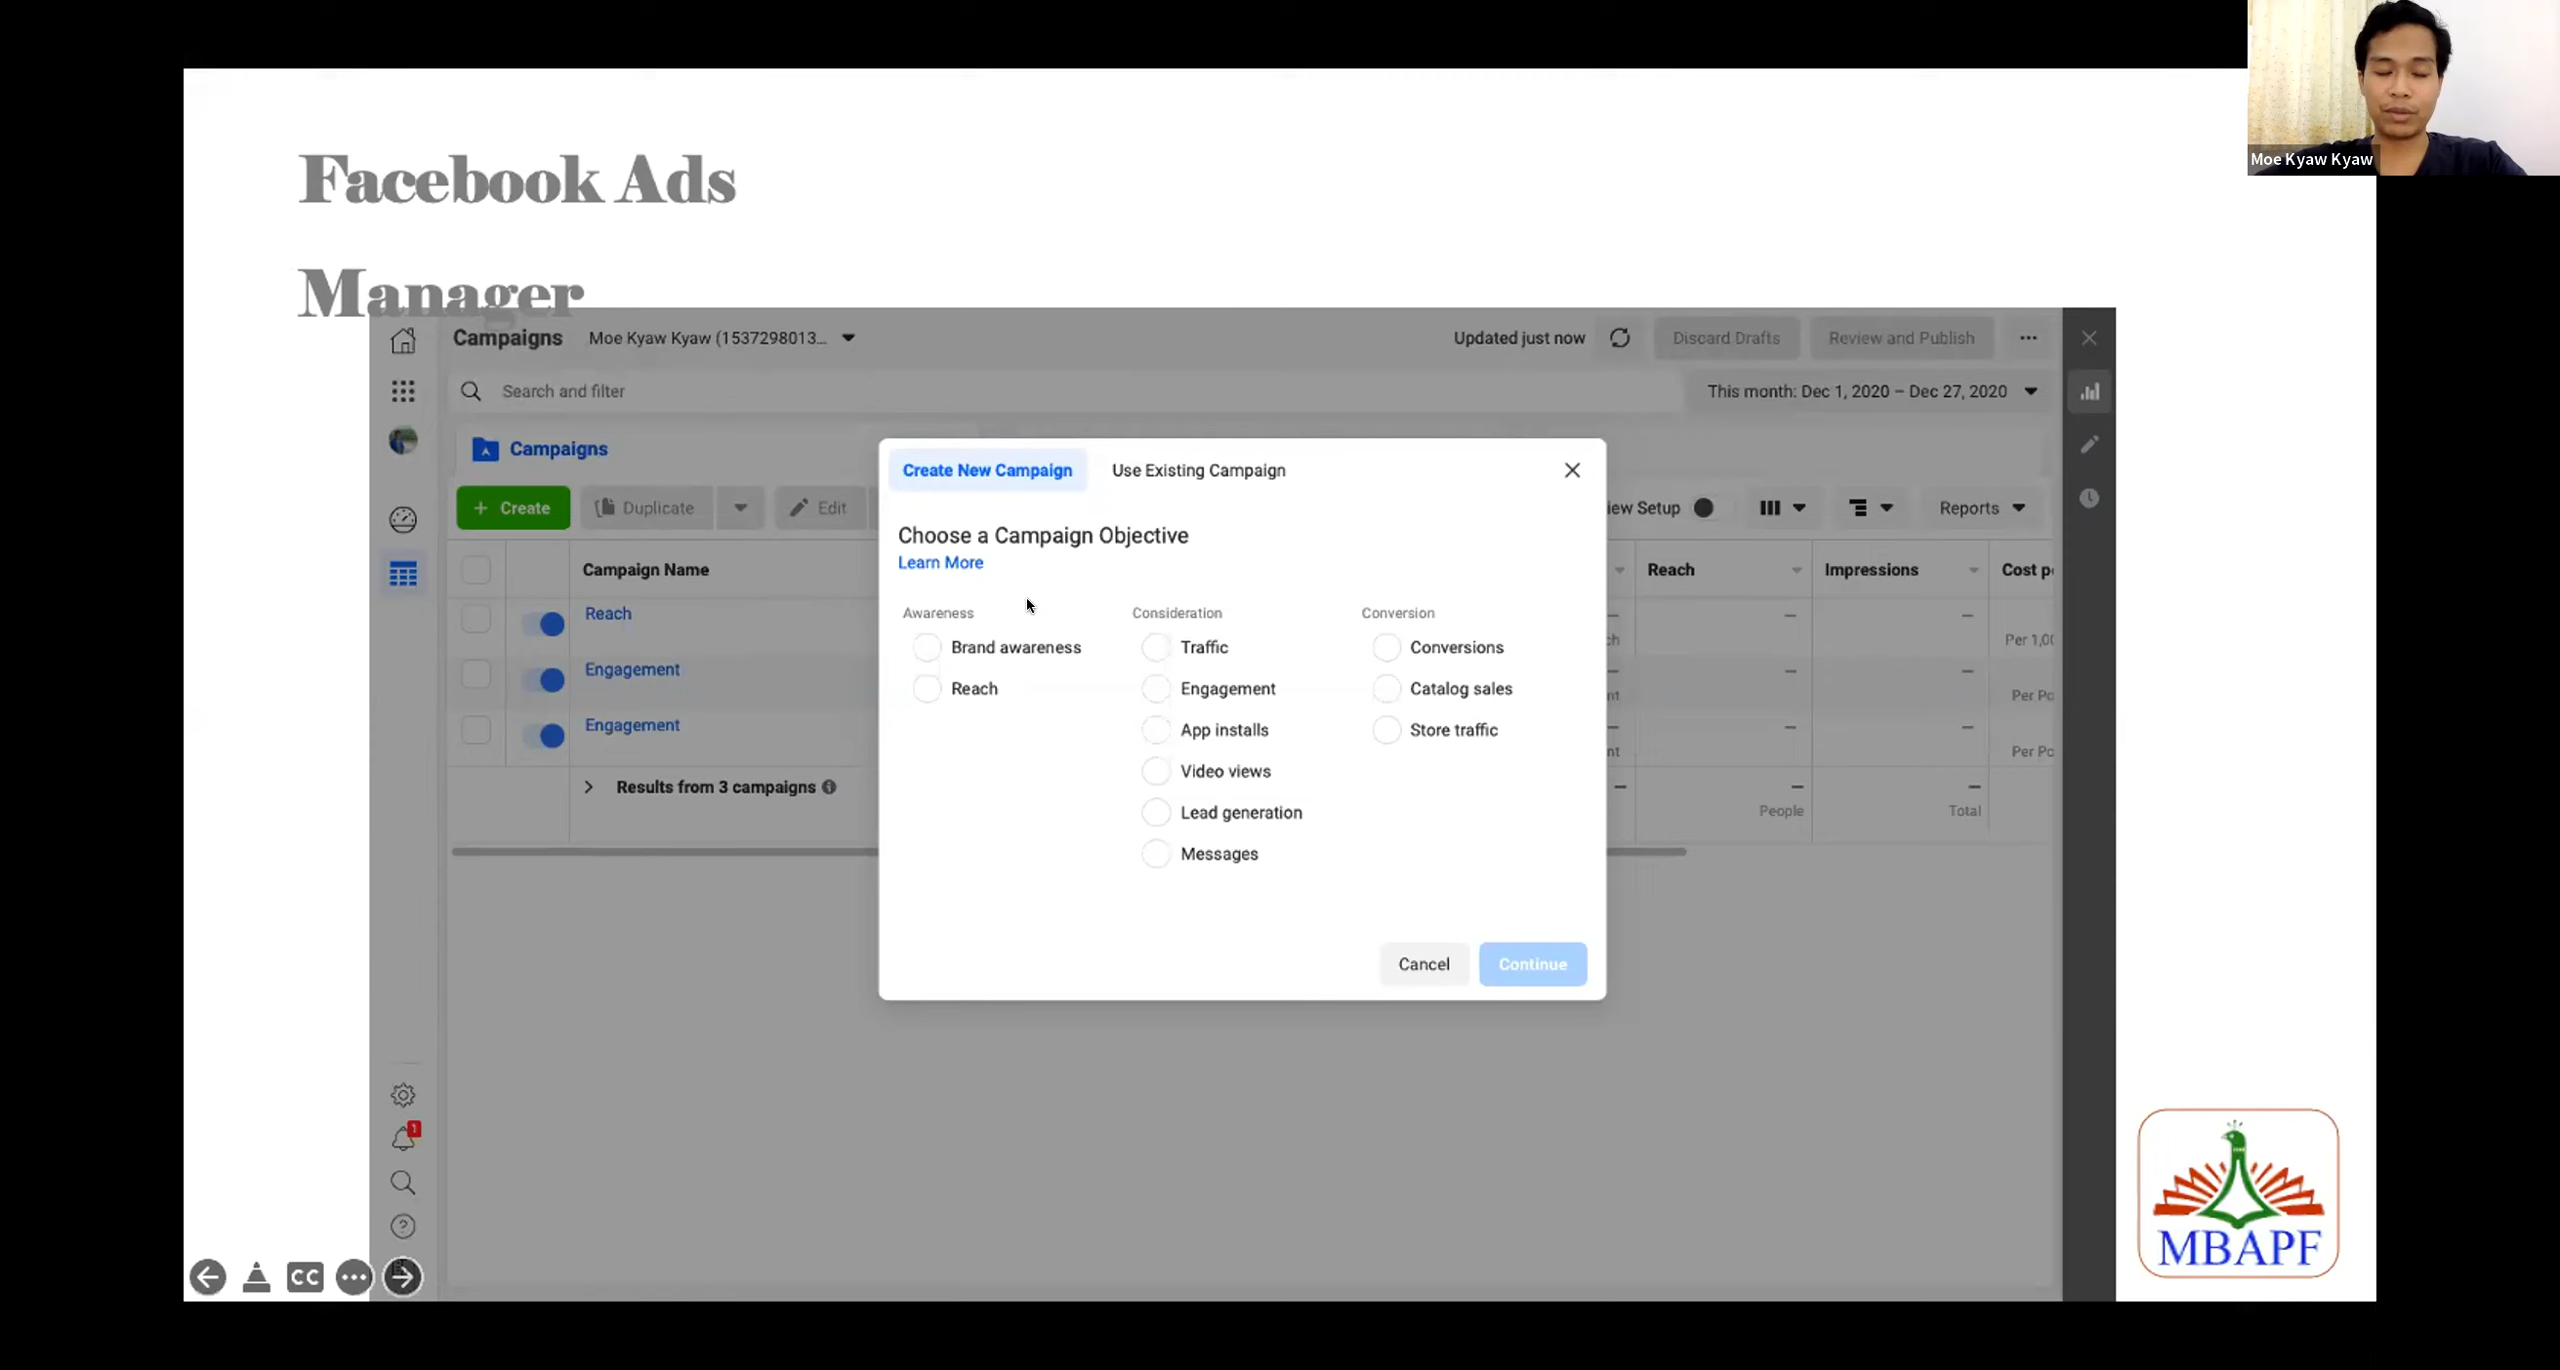 Facebook Ads
Manager
Moe Kyaw Kyaw
Campaigns Moe Kyaw Kyaw (1537298013... Updated just now Discard Drafts Review and Publish
Search and filter This month: Dec 1, 2020 – Dec 27, 2020
Campaigns
Create New Campaign Use Existing Campaign
+ Create Duplicate Edit iew Setup Reports
Choose a Campaign Objective
Learn More
Campaign Name Reach Impressions Cost p
Awareness Consideration Conversion
Reach
Brand awareness Traffic Conversions
Per 1,00
Engagement
Reach Engagement Catalog sales
Per Po
Engagement
App installs Store traffic
Per Po
Video views
Results from 3 campaigns
Lead generation
People Total
Messages
Cancel Continue
1
CC
MBAPF